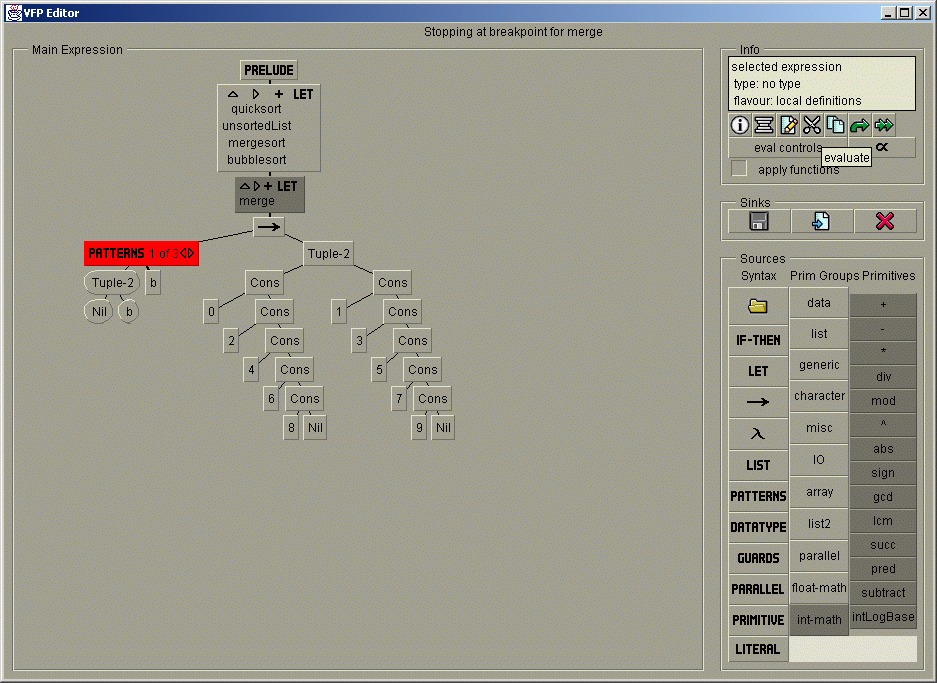 VFP Editor
Stopping at breakpoint for merge
Main Expression
PRELUDE
+ LET
quicksort
unsortedList
mergesort
bubblesort
+ LET
merge
→
PATTERNS 1 of 3
Tuple-2
Tuple-2 b
Nil b
Cons Cons
0 Cons 1 Cons
2 Cons 3 Cons
4 Cons 5 Cons
6 Cons 7 Cons
8 Nil 9 Nil
Info
selected expression
type: no type
flavour: local definitions
eval controls ∝
evaluate
apply functions
Sinks
Sources
Syntax Prim Groups Primitives
IF-THEN
LET
→
λ
LIST
PATTERNS
DATATYPE
GUARDS
PARALLEL
PRIMITIVE
LITERAL
data
list
generic
character
misc
IO
array
list2
parallel
float-math
int-math
+
-
*
div
mod
^
abs
sign
gcd
lcm
succ
pred
subtract
intLogBase